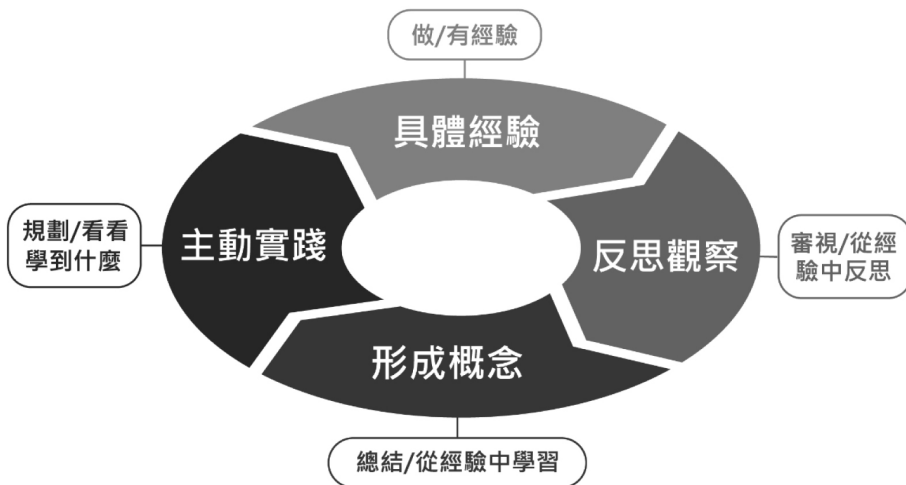 做/有經驗
具體經驗
規劃/看看
學到什麼
主動實踐
反思觀察
審視/從經
驗中反思
形成概念
總結/從經驗中學習